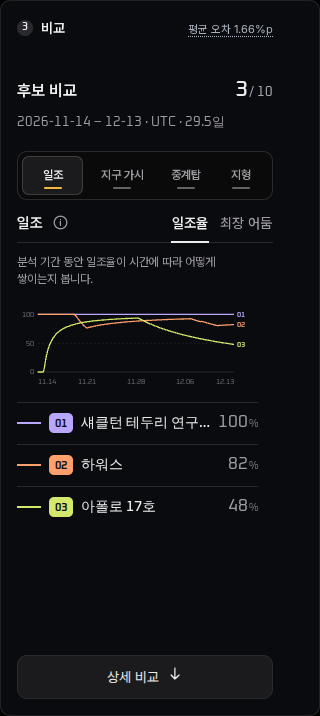 3 비교 평균 오차 1.66%p
후보 비교 3 / 10
2026-11-14 – 12-13 · UTC · 29.5일
일조 지구 가시 중계탑 지형
일조 일조율 최장 어둠
분석 기간 동안 일조율이 시간에 따라 어떻게
쌓이는지 봅니다.
100 01
02
50 03
0
11.14 11.21 11.28 12.06 12.13
01 섀클턴 테두리 연구... 100%
02 하워스 82%
03 아폴로 17호 48%
상세 비교 ↓